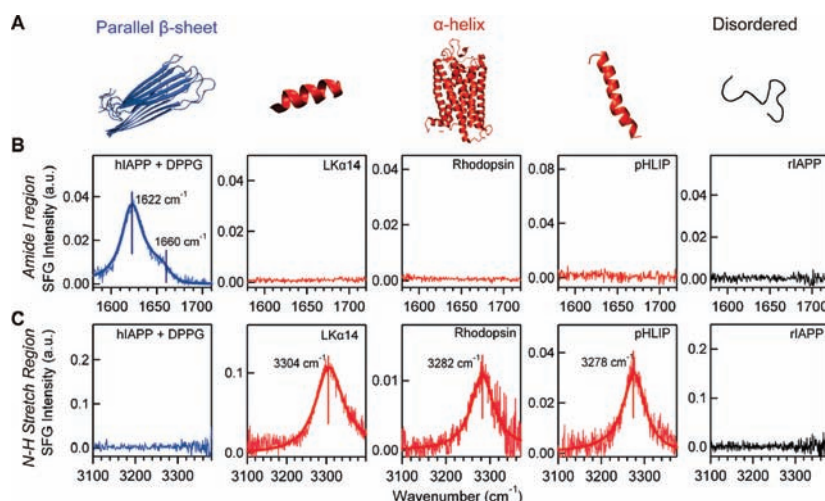 A
Parallel β-sheet
α-helix
Disordered
B
Amide I region
SFG Intensity (a.u.)
hIAPP + DPPG
1622 cm-1
1660 cm-1
0.04
0.02
0.00
1600
1700
LKα14
0.04
0.02
0.00
1600 1650 1700
Rhodopsin
0.04
0.02
0.00
1600 1650 1700
pHLIP
0.08
0.04
0.00
1600 1650 1700
rIAPP
0.06
0.04
0.02
0.00
1600
1700
C
N-H Stretch Region
SFG Intensity (a.u.)
hIAPP + DPPG
0.2
0.1
0.0
3100 3200 3300
LKα14
3304 cm-1
0.1
0.0
3200 3300 3400
Rhodopsin
3282 cm-1
0.01
0.00
3200 3300
pHLIP
3278 cm-1
0.04
0.02
0.00
3200 3300
rIAPP
0.2
0.1
0.0
3100 3200 3300
Wavenumber (cm-1)